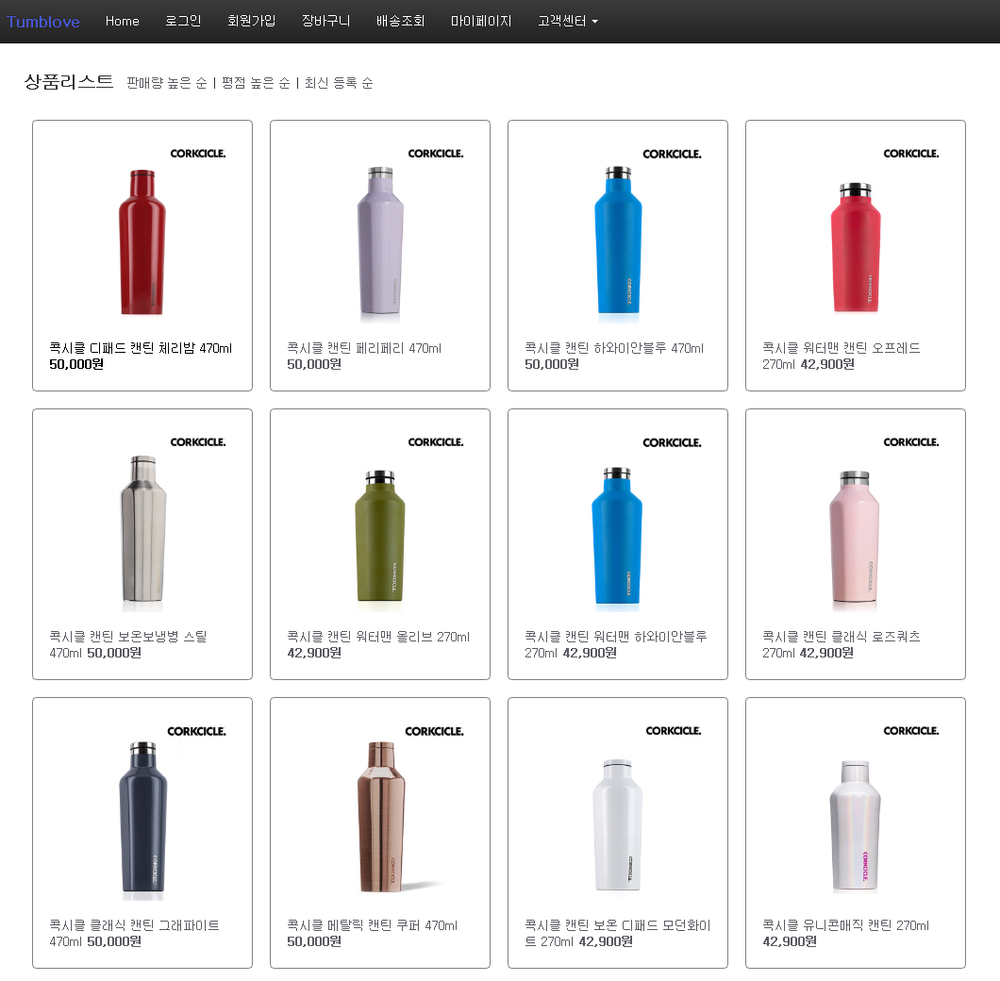 Tumblove Home 로그인 회원가입 장바구니 배송조회 마이페이지 고객센터
상품리스트 판매량 높은 순 | 평점 높은 순 | 최신 등록 순
CORKCICLE. CORKCICLE. CORKCICLE. CORKCICLE.
콕시클 디패드 캔틴 체리밤 470ml
50,000원
콕시클 캔틴 페리페리 470ml
50,000원
콕시클 캔틴 하와이안블루 470ml
50,000원
콕시클 워터맨 캔틴 오프레드
270ml 42,900원
CORKCICLE. CORKCICLE. CORKCICLE. CORKCICLE.
콕시클 캔틴 보온보냉병 스틸
470ml 50,000원
콕시클 캔틴 워터맨 올리브 270ml
42,900원
콕시클 캔틴 워터맨 하와이안블루
270ml 42,900원
콕시클 캔틴 클래식 로즈쿼츠
270ml 42,900원
CORKCICLE. CORKCICLE. CORKCICLE. CORKCICLE.
콕시클 클래식 캔틴 그래파이트
470ml 50,000원
콕시클 메탈릭 캔틴 쿠퍼 470ml
50,000원
콕시클 캔틴 보온 디패드 모던화이
트 270ml 42,900원
콕시클 유니콘매직 캔틴 270ml
42,900원